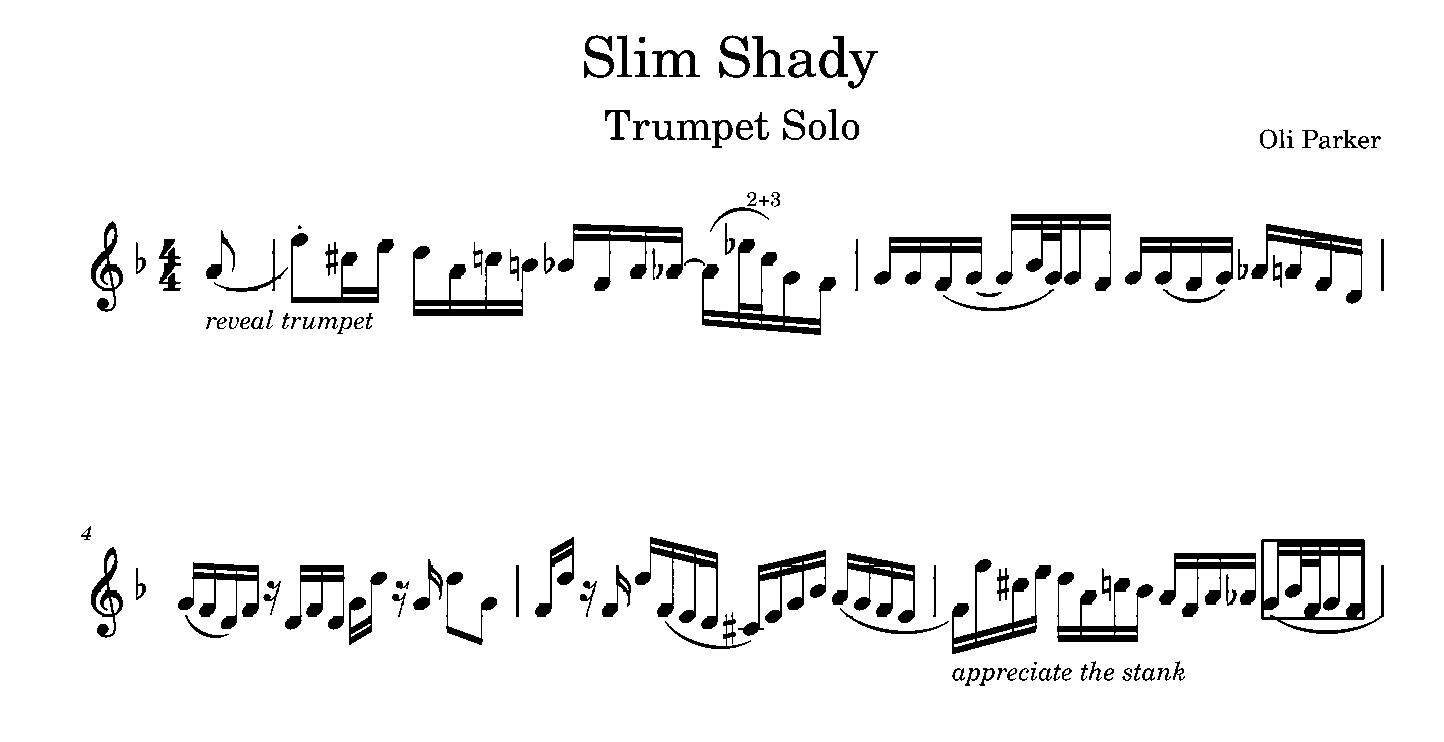 Slim Shady
Trumpet Solo
Oli Parker
2+3
reveal trumpet
4
appreciate the stank